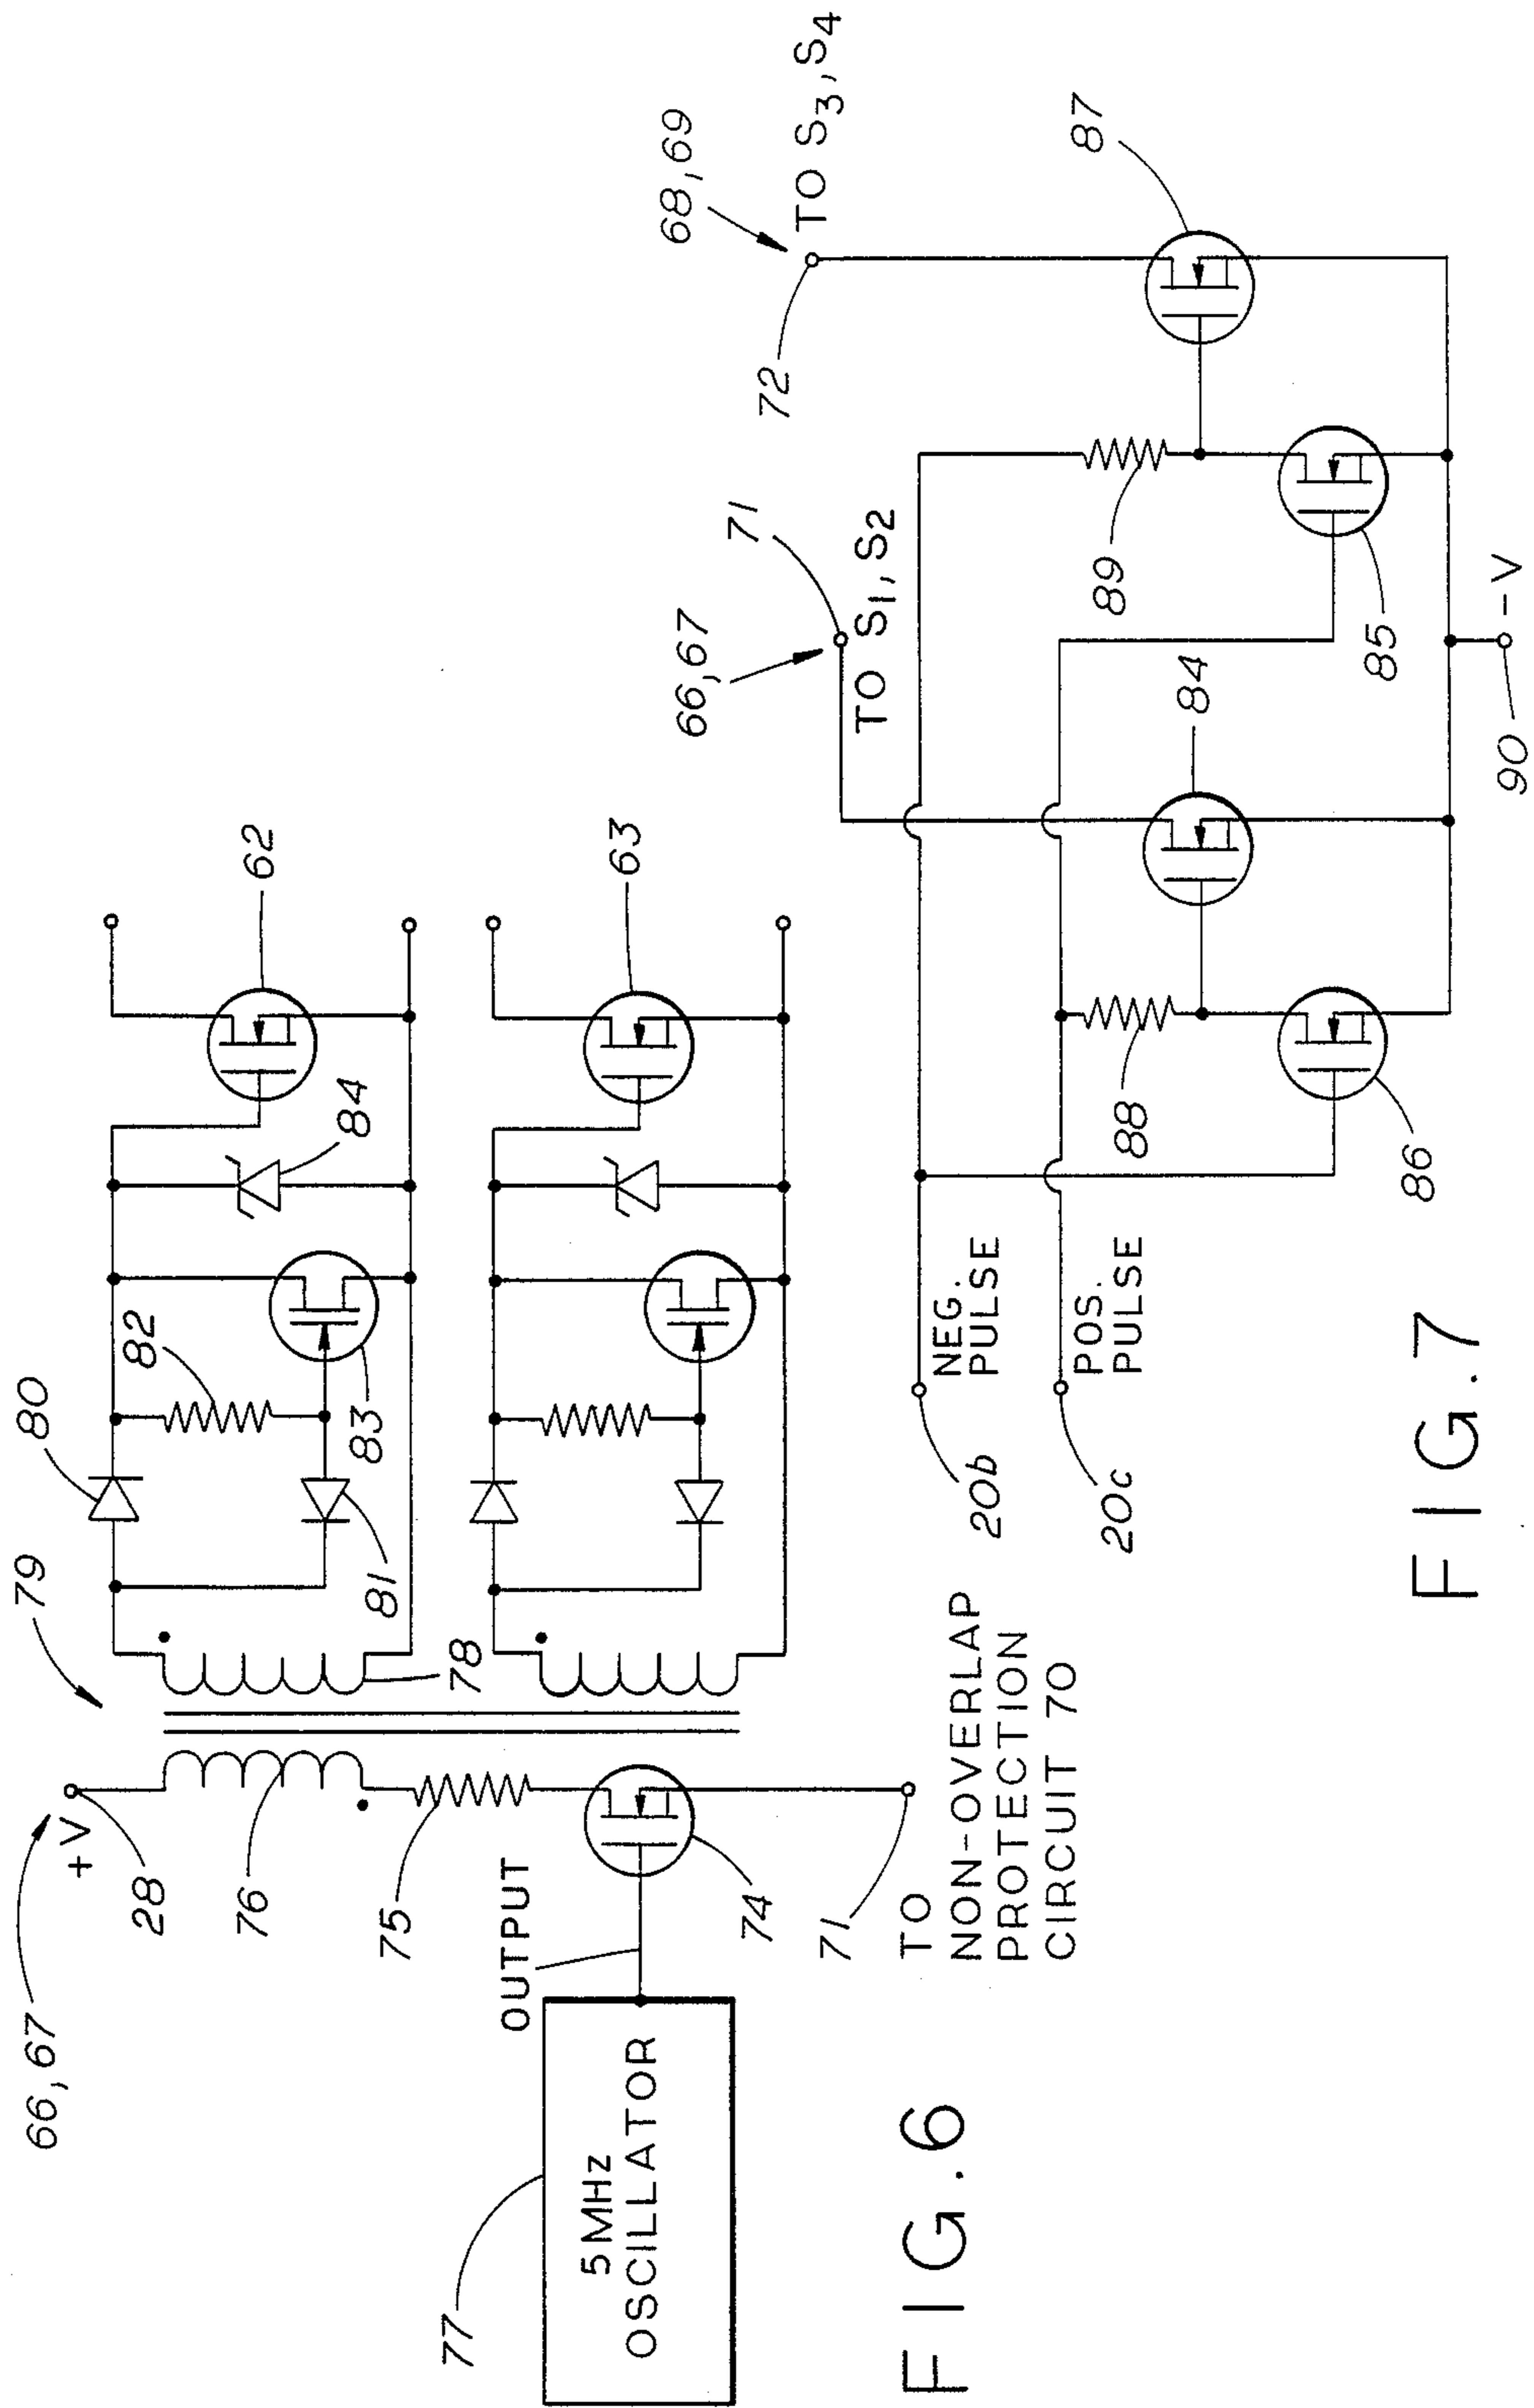 66, 67
+V
28
76
75
OUTPUT
74
77
5MHz
OSCILLATOR
71
TO
NON-OVERLAP
PROTECTION
CIRCUIT 70
79
78
80
81
82
83
84
62
63
FIG.6
66, 67
71
TO S1, S2
68, 69
72
TO S3, S4
20b
NEG.
PULSE
20c
POS.
PULSE
88
86
84
89
85
87
90
-V
FIG.7